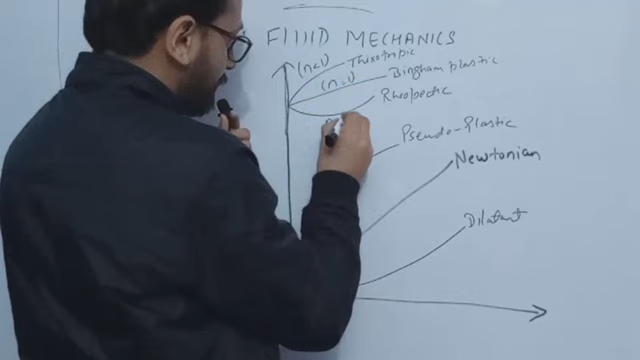 FLUID MECHANICS
(n<1) Thixotropic
(n=1) Bingham plastic
Rheopectic
Pseudo-Plastic
Newtonian
Dilatant